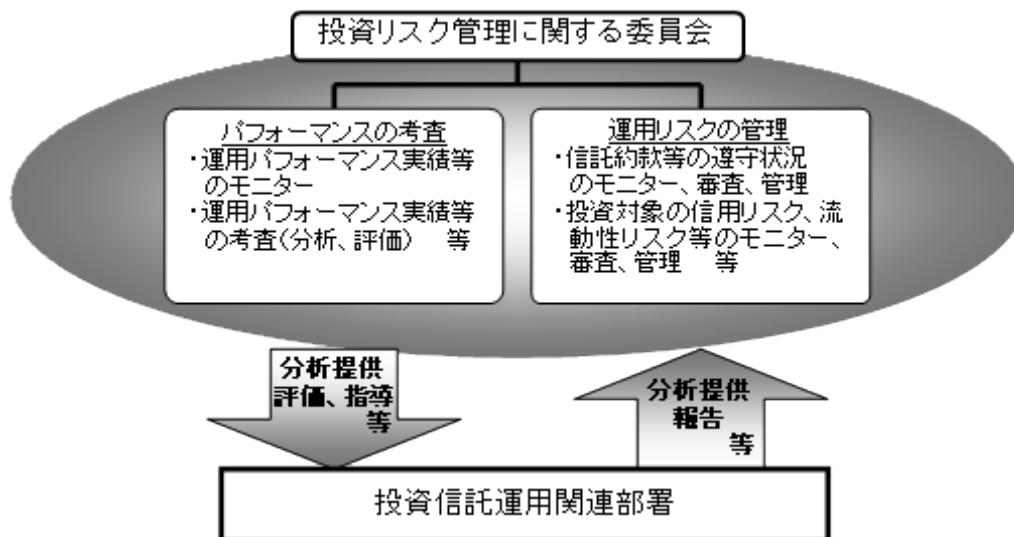 投資リスク管理に関する委員会
パフォーマンスの考査
・運用パフォーマンス実績等
のモニター
・運用パフォーマンス実績等
の考査(分析、評価)　等
運用リスクの管理
・信託約款等の遵守状況
のモニター、審査、管理
・投資対象の信用リスク、流
動性リスク等のモニター、
審査、管理　等
分析提供
評価、指導
等
分析提供
報告
等
投資信託運用関連部署